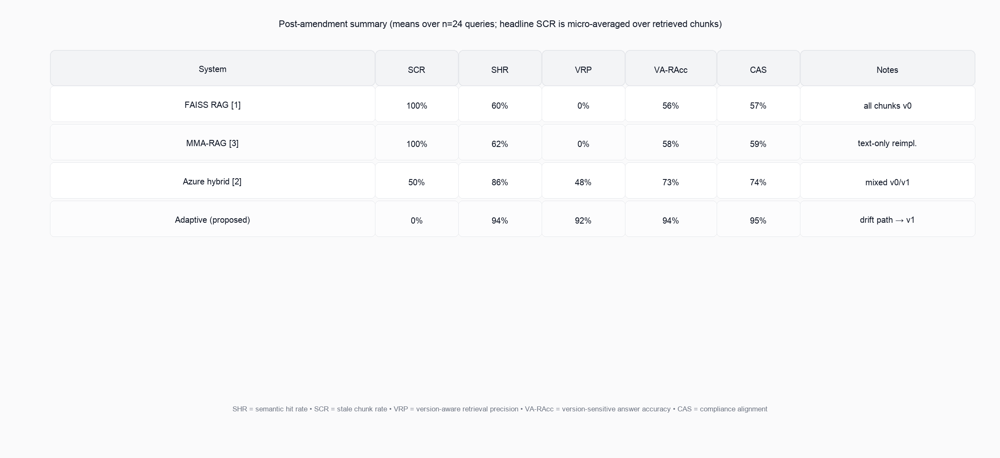 Post-amendment summary (means over n=24 queries; headline SCR is micro-averaged over retrieved chunks)
System SCR SHR VRP VA-RAcc CAS Notes
FAISS RAG [1] 100% 60% 0% 56% 57% all chunks v0
MMA-RAG [3] 100% 62% 0% 58% 59% text-only reimpl.
Azure hybrid [2] 50% 86% 48% 73% 74% mixed v0/v1
Adaptive (proposed) 0% 94% 92% 94% 95% drift path → v1
SHR = semantic hit rate • SCR = stale chunk rate • VRP = version-aware retrieval precision • VA-RAcc = version-sensitive answer accuracy • CAS = compliance alignment